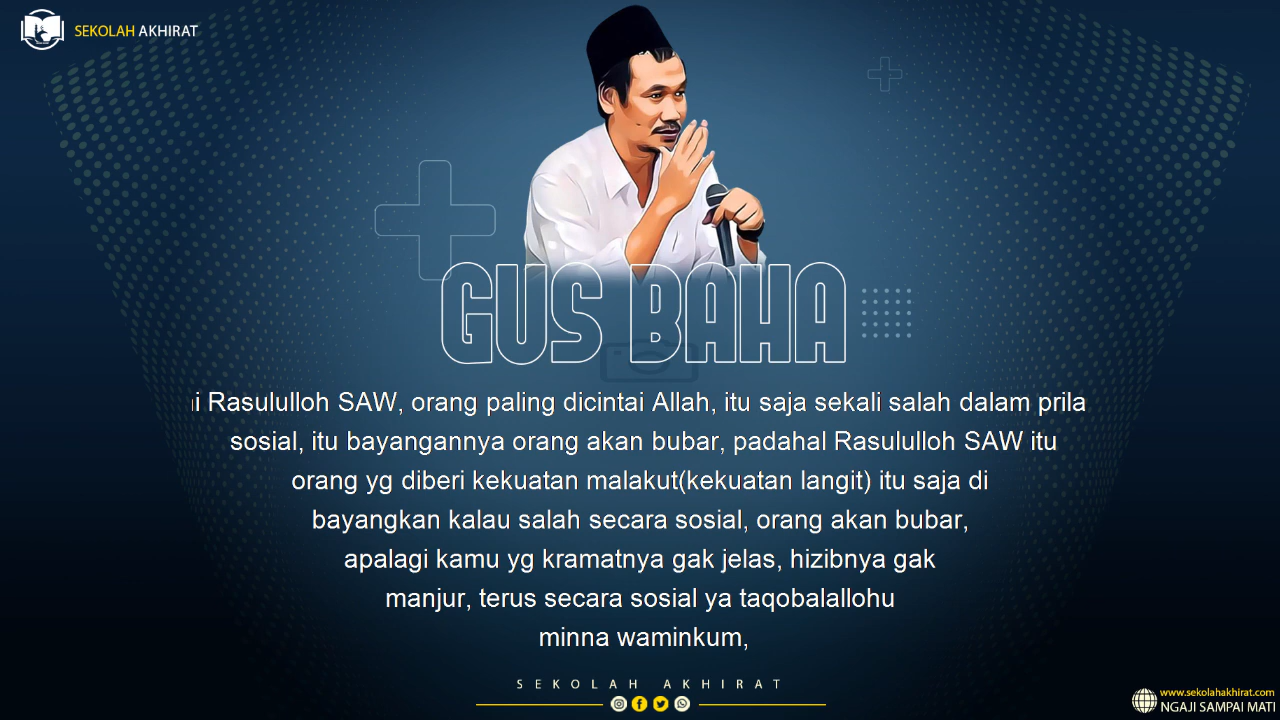 SEKOLAH AKHIRAT
GUS BAHA
Rasululloh SAW, orang paling dicintai Allah, itu saja sekali salah dalam prila
sosial, itu bayangannya orang akan bubar, padahal Rasululloh SAW itu
orang yg diberi kekuatan malakut(kekuatan langit) itu saja di
bayangkan kalau salah secara sosial, orang akan bubar,
apalagi kamu yg kramatnya gak jelas, hizibnya gak
manjur, terus secara sosial ya taqobalallohu
minna waminkum,
SEKOLAH AKHIRAT
www.sekolahakhirat.com
NGAJI SAMPAI MATI